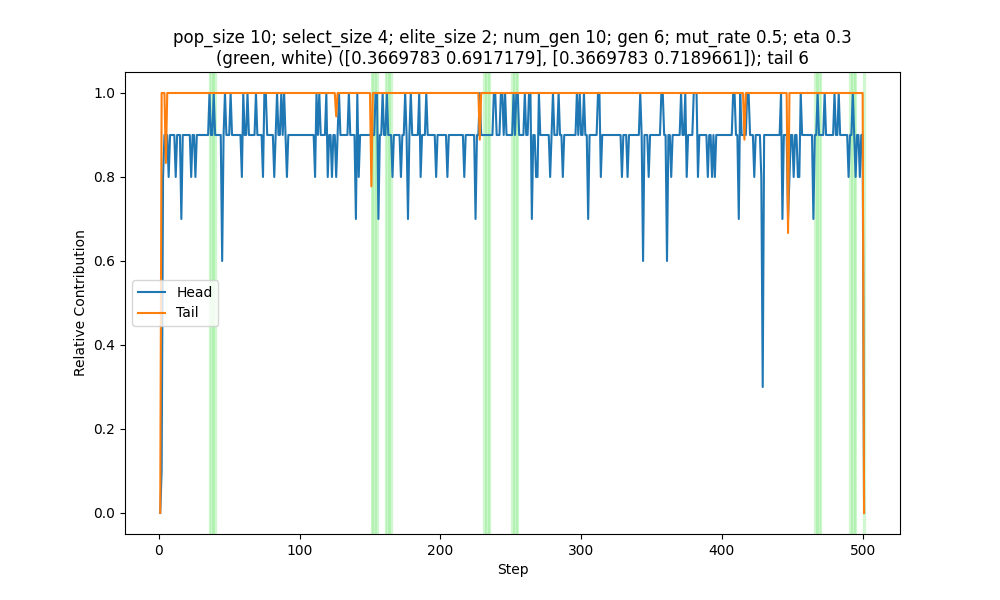 pop_size 10; select_size 4; elite_size 2; num_gen 10; gen 6; mut_rate 0.5; eta 0.3
(green, white) ([0.3669783 0.6917179], [0.3669783 0.7189661]); tail 6
1.0
0.8
0.6
0.4
0.2
0.0
Relative Contribution
Head
Tail
0 100 200 300 400 500
Step